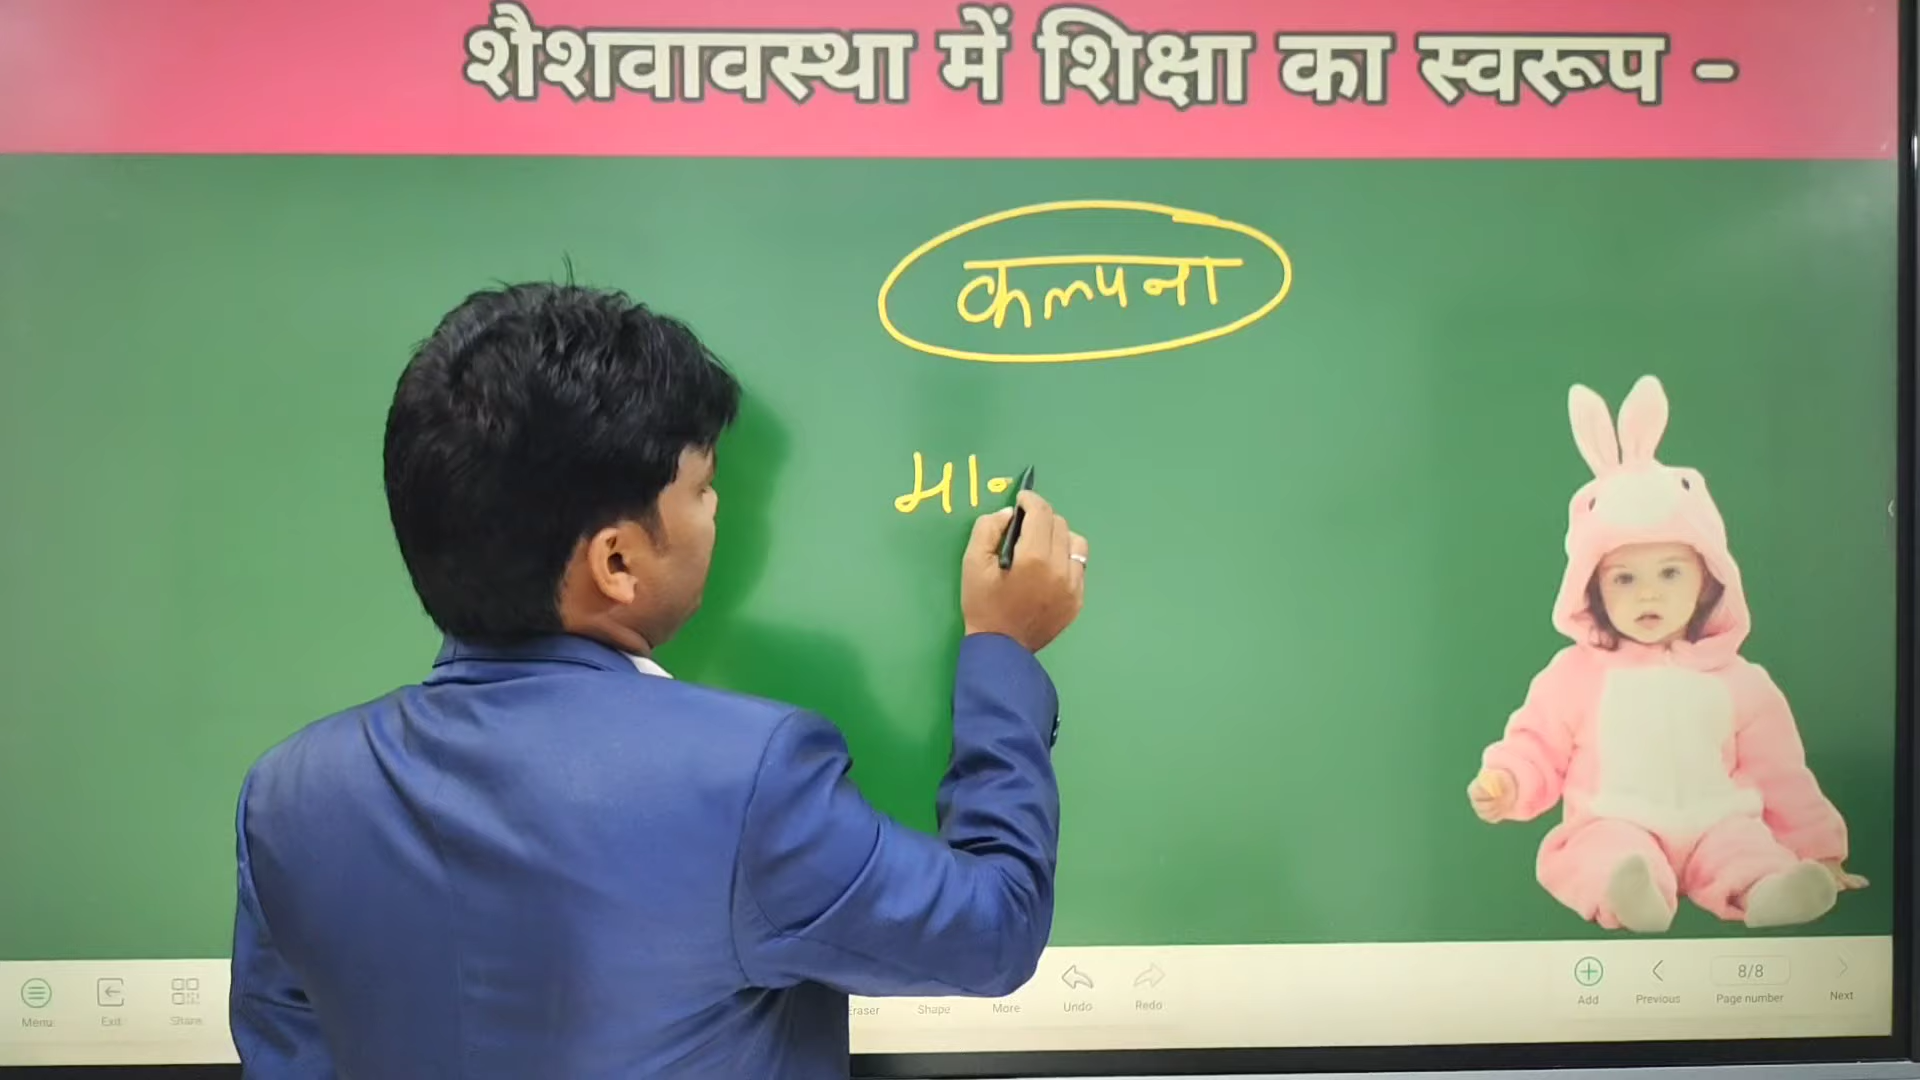 शैशवावस्था में शिक्षा का स्वरूप -
कल्पना
Menu
Exit
Share
Eraser
Shape
More
Undo
Redo
Add
Previous
8/8
Page number
Next